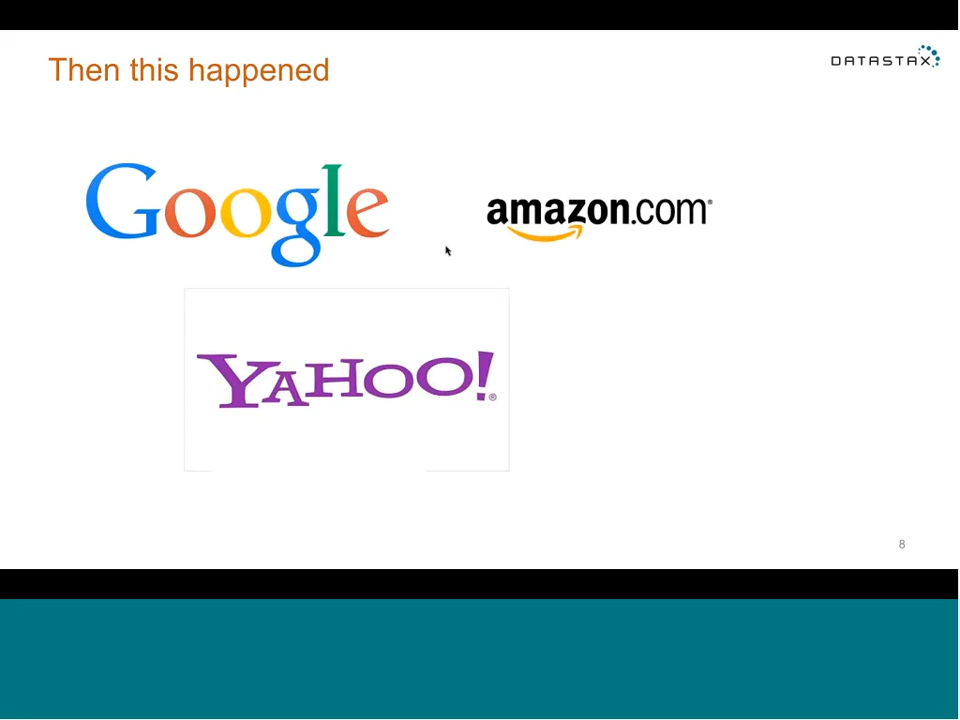 Then this happened
DATASTAX
Google
amazon.com®
YAHOO!®
8